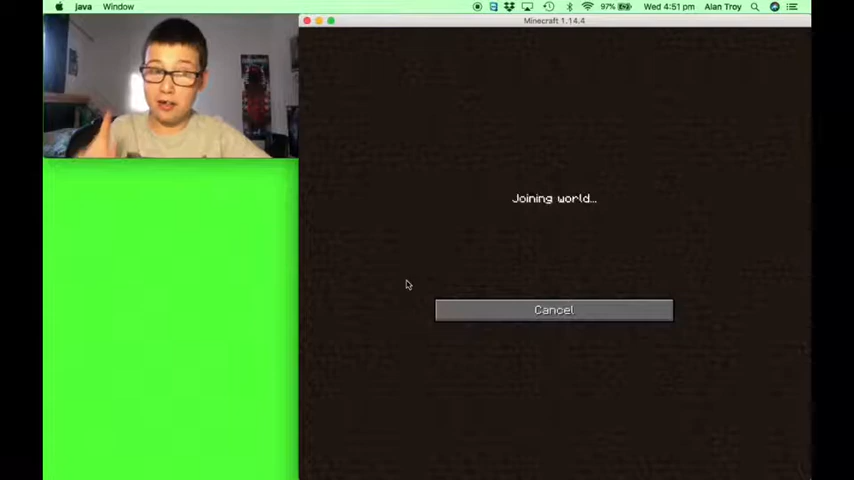 java Window 97% Wed 4:51 pm Alan Troy
Minecraft 1.14.4
Joining world...
Cancel